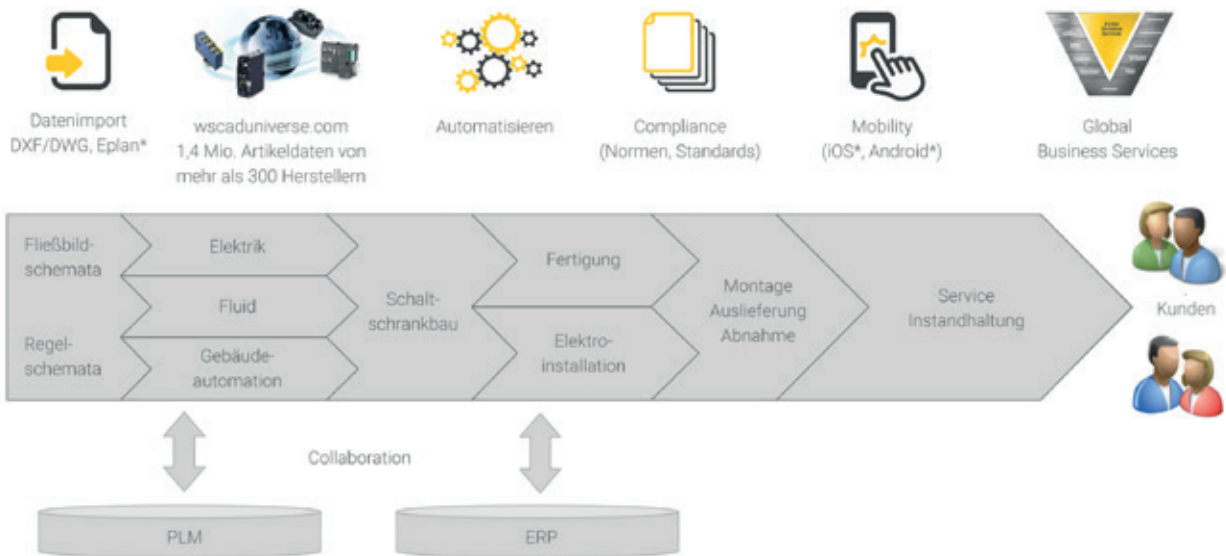 Datenimport
DXF/DWG, Eplan*
wscaduniverse.com
1,4 Mio. Artikeldaten von
mehr als 300 Herstellern
Automatisieren
Compliance
(Normen, Standards)
Mobility
(iOS*, Android*)
Global
Business Services
Fließbild-
schemata
Regel-
schemata
Elektrik
Fluid
Gebäude-
automation
Schalt-
schrankbau
Fertigung
Elektro-
installation
Montage
Auslieferung
Abnahme
Service
Instandhaltung
Kunden
Collaboration
PLM
ERP